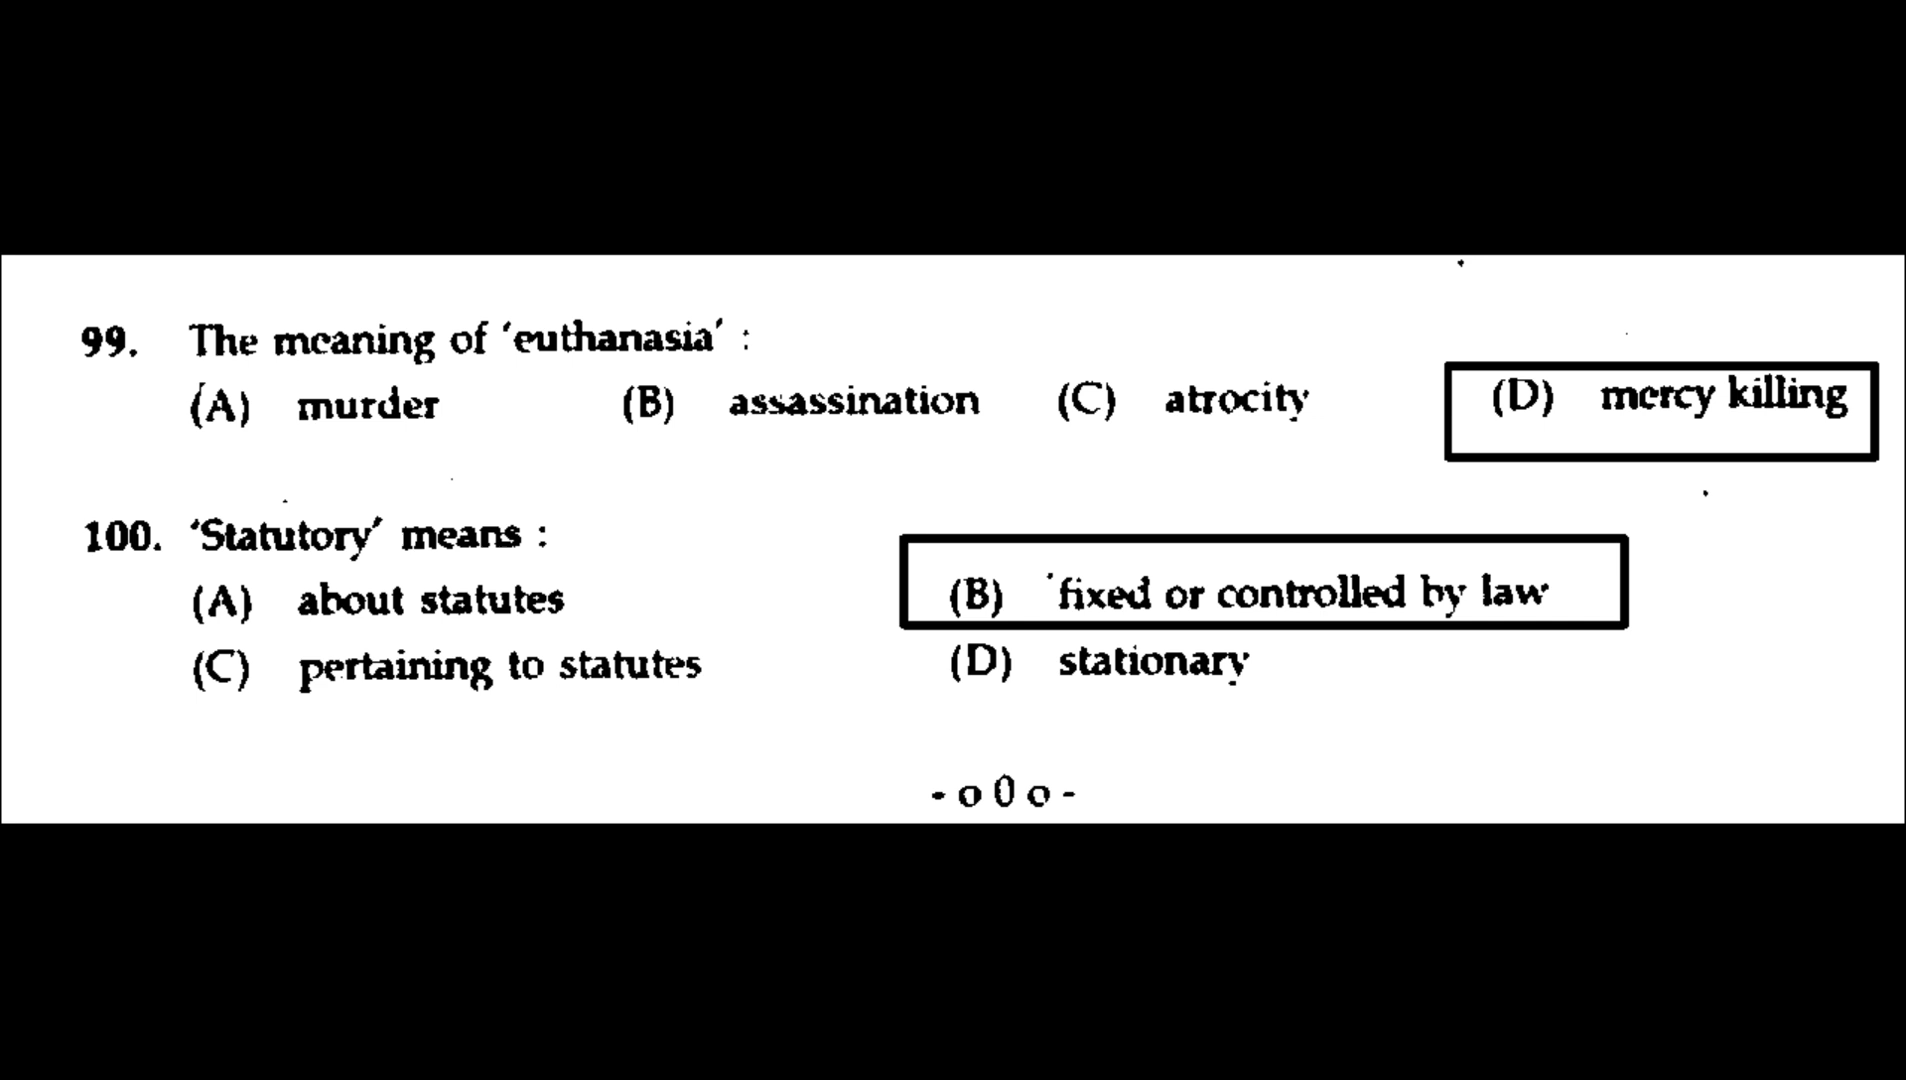 99. The meaning of 'euthanasia' :
(A) murder (B) assassination (C) atrocity (D) mercy killing
100. 'Statutory' means :
(A) about statutes (B) fixed or controlled by law
(C) pertaining to statutes (D) stationary
- o 0 o -